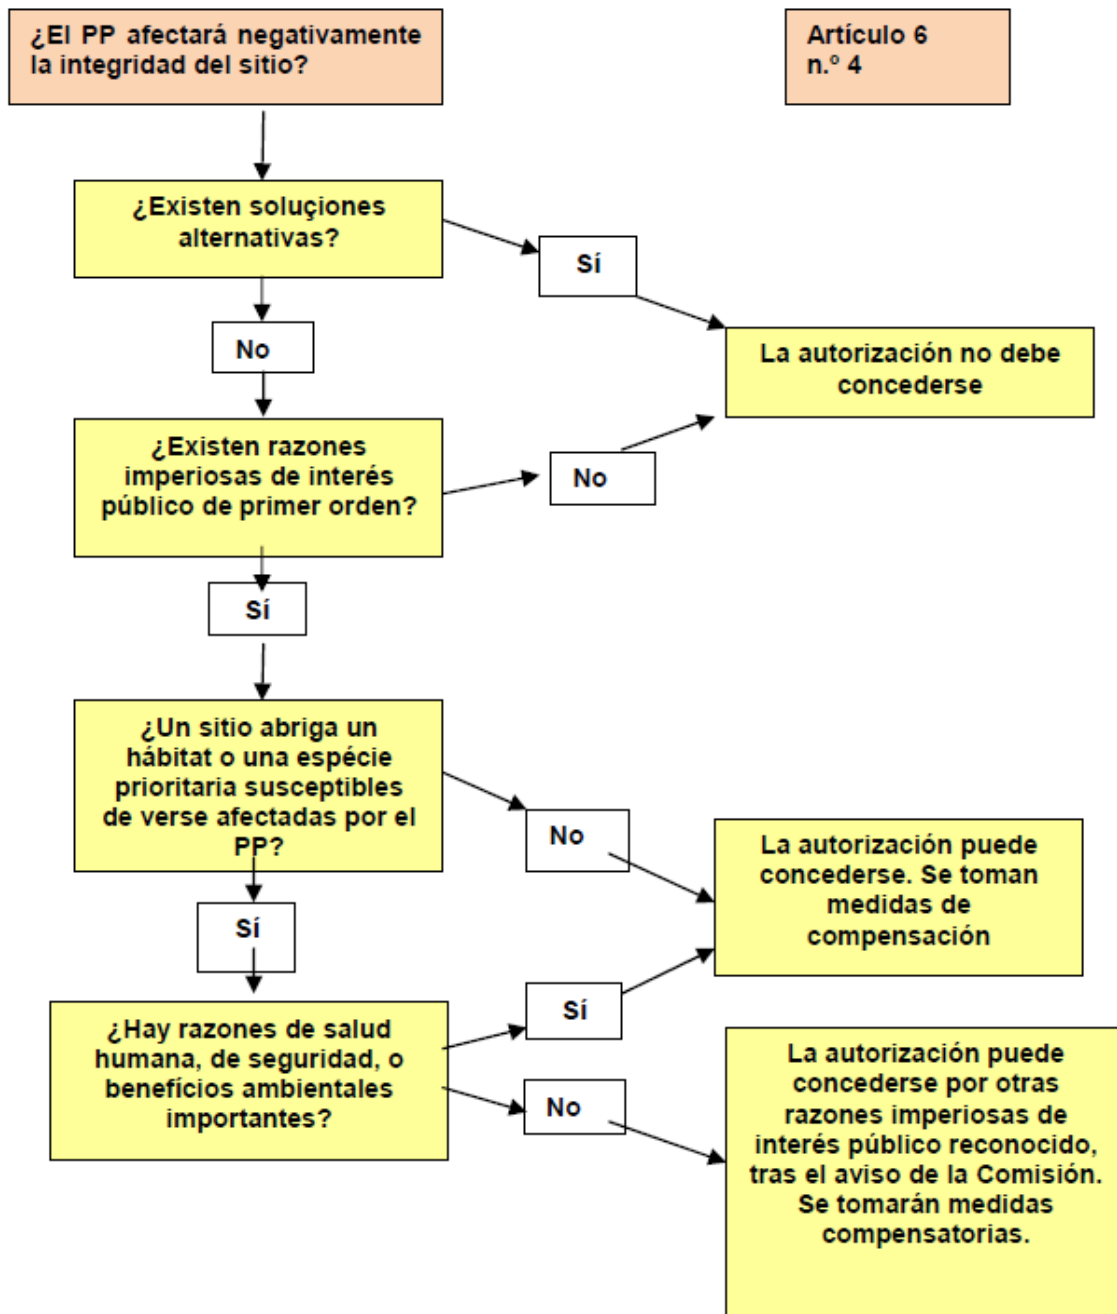 ¿El PP afectará negativamente
la integridad del sitio?
Artículo 6
n.º 4
¿Existen soluçiones
alternativas?
Sí
No
La autorización no debe
concederse
¿Existen razones
imperiosas de interés
público de primer orden?
No
Sí
¿Un sitio abriga un
hábitat o una espécie
prioritaria susceptibles
de verse afectadas por el
PP?
No
La autorización puede
concederse. Se toman
medidas de
compensación
Sí
¿Hay razones de salud
humana, de seguridad, o
benefícios ambientales
importantes?
Sí
No
La autorización puede
concederse por otras
razones imperiosas de
interés público reconocido,
tras el aviso de la Comisión.
Se tomarán medidas
compensatorias.